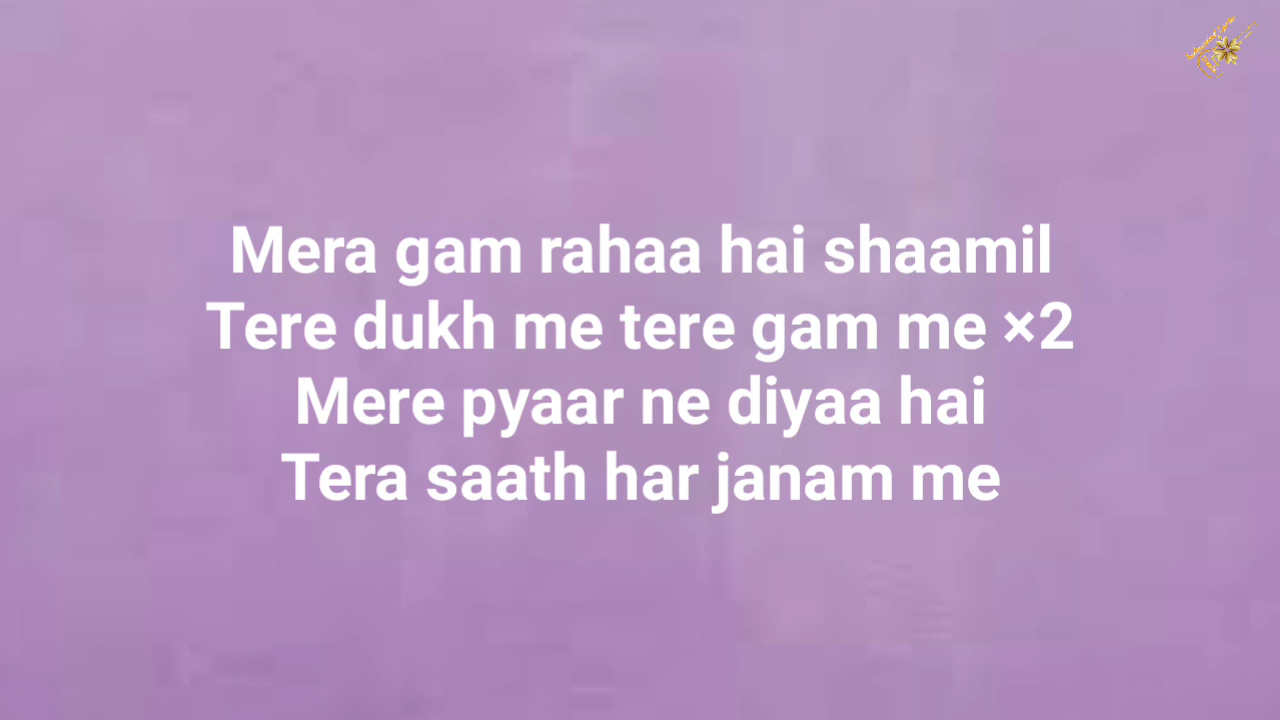 Mera gam rahaa hai shaamil
Tere dukh me tere gam me ×2
Mere pyaar ne diyaa hai
Tera saath har janam me